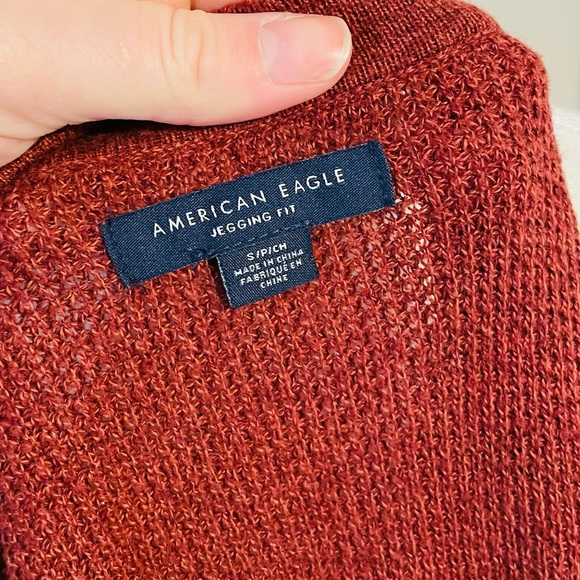 AMERICAN EAGLE
JEGGING FIT
S/P/CH
MADE IN CHINA
FABRIQUÉ EN
CHINE